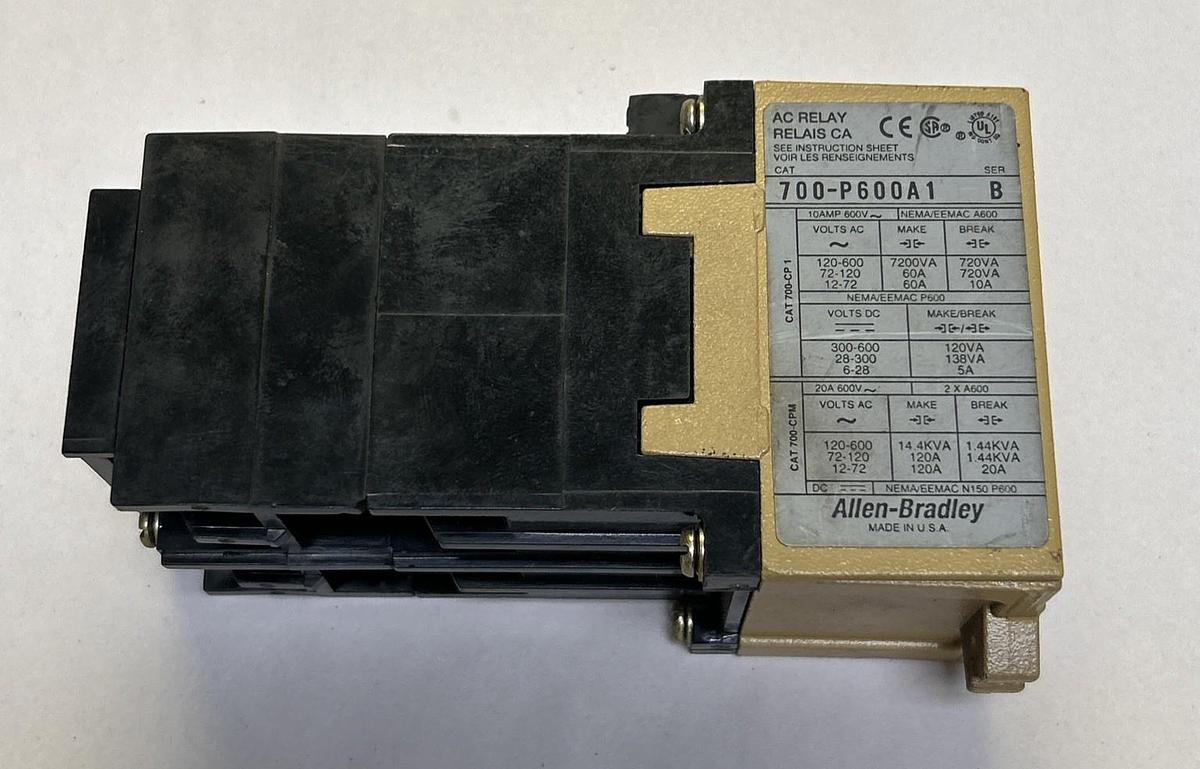 AC RELAY
RELAIS CA
CE SA UL
SEE INSTRUCTION SHEET
VOIR LES RENSEIGNEMENTS
CAT SER
700-P600A1 B
10AMP 600V~ NEMA/EEMAC A600
VOLTS AC MAKE BREAK
~
120-600 7200VA 720VA
72-120 60A 720VA
12-72 60A 10A
CAT 700-CP1
NEMA/EEMAC P600
VOLTS DC MAKE/BREAK
300-600 120VA
28-300 138VA
6-28 5A
20A 600V~ 2 X A600
VOLTS AC MAKE BREAK
~
120-600 14.4KVA 1.44KVA
72-120 120A 1.44KVA
12-72 120A 20A
CAT 700-CPM
DC NEMA/EEMAC N150 P600
Allen-Bradley
MADE IN U.S.A.